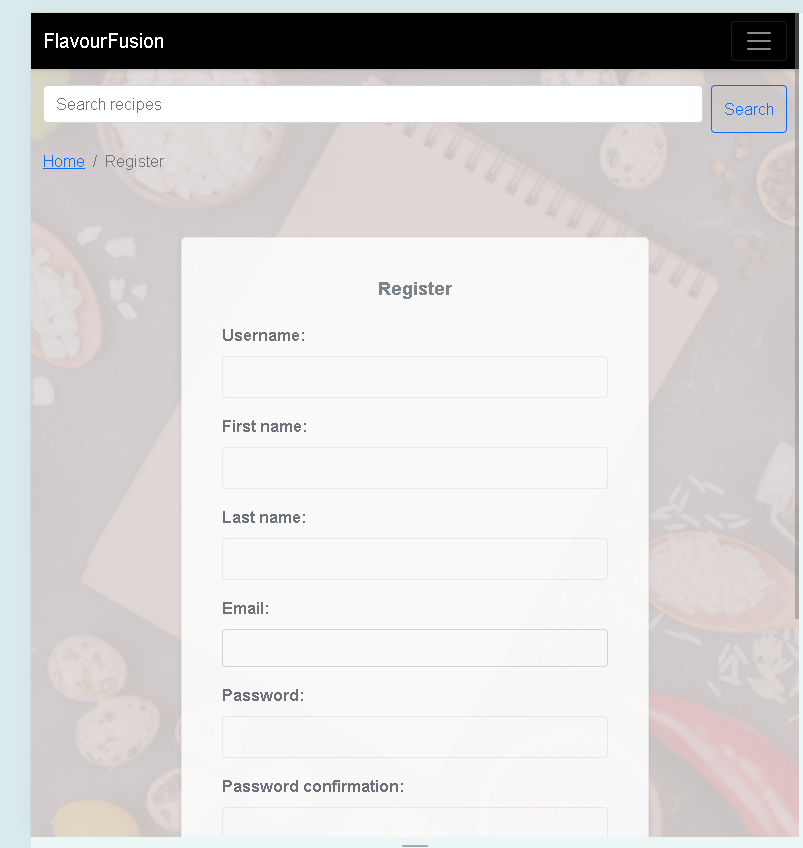 FlavourFusion
Search recipes
Search
Home / Register
Register
Username:
First name:
Last name:
Email:
Password:
Password confirmation: